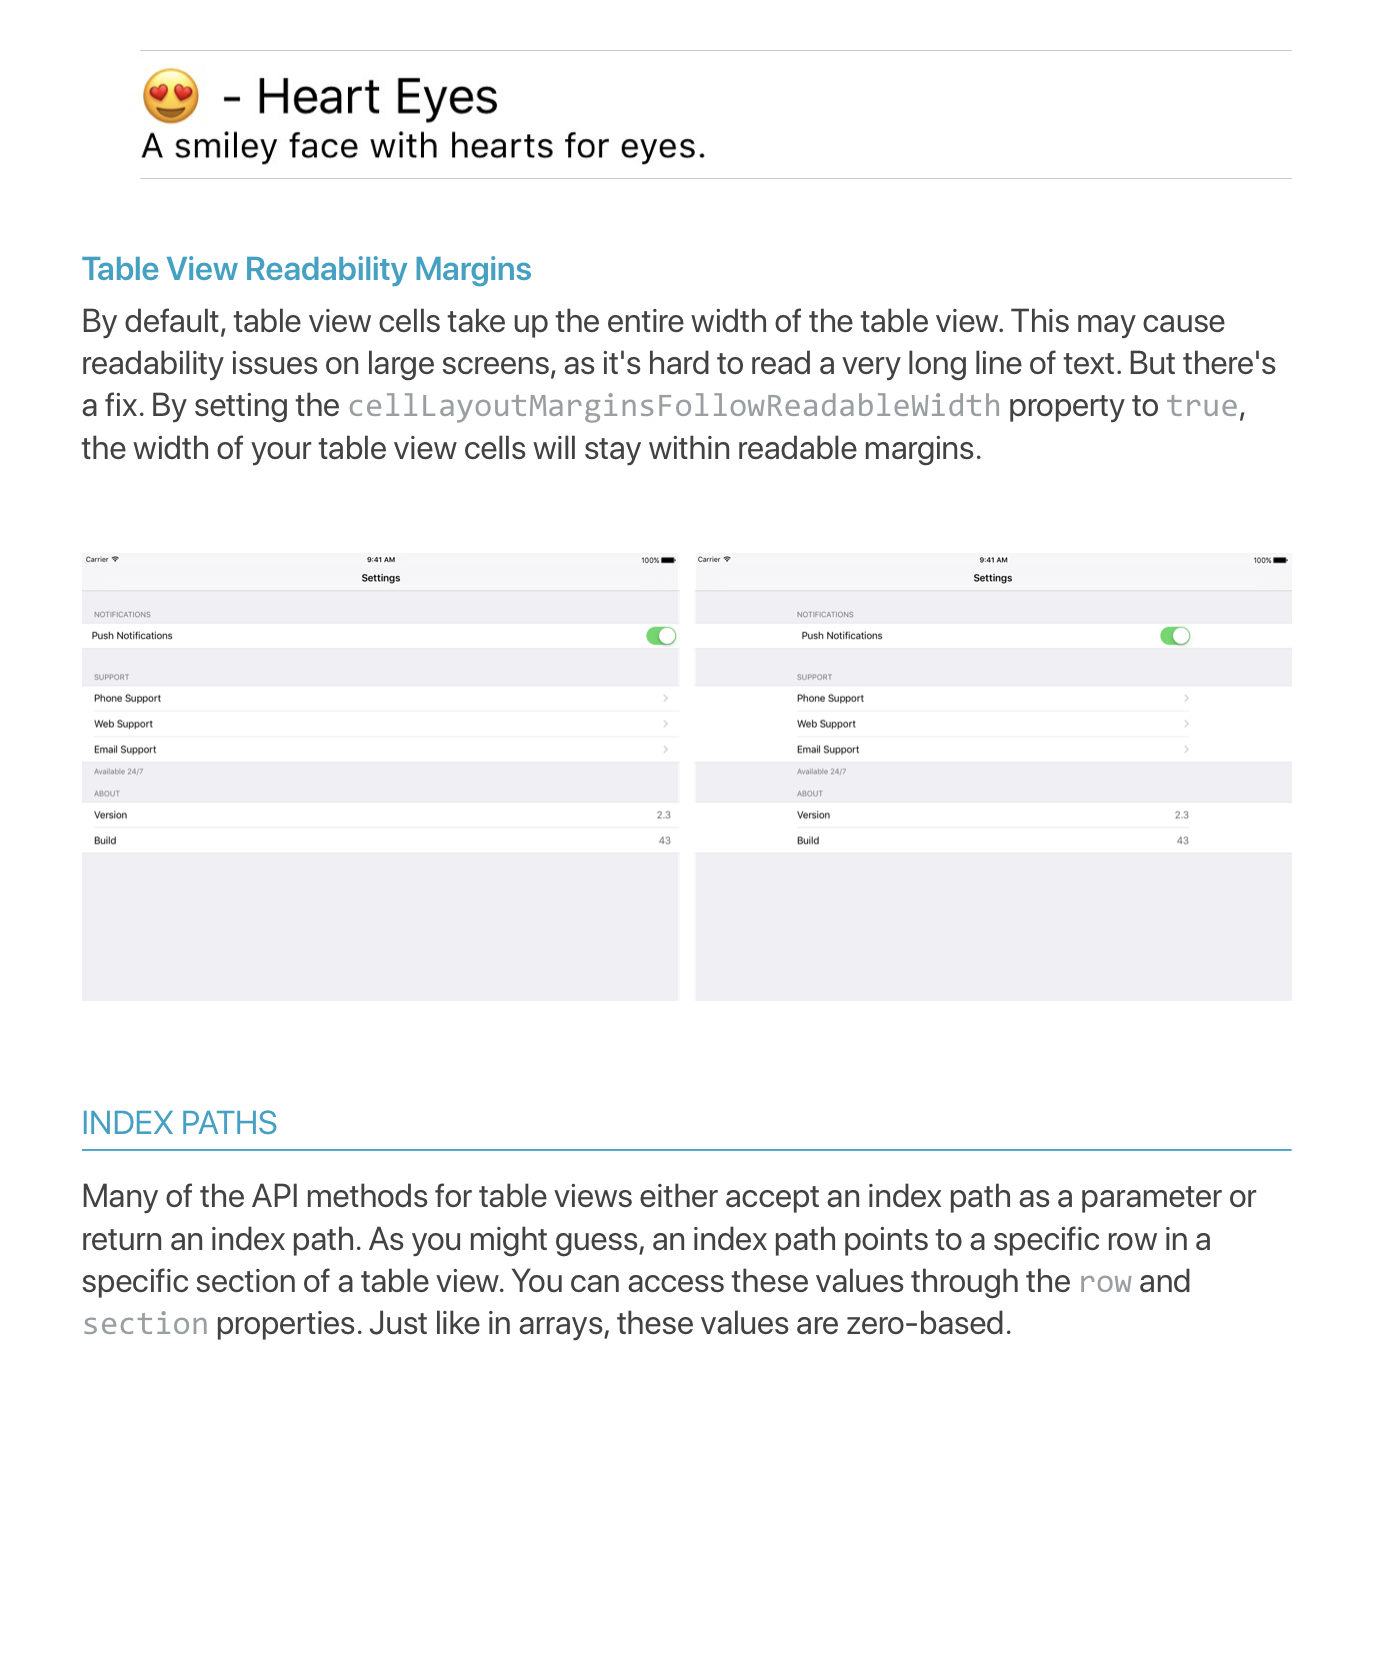 😍 - Heart Eyes
A smiley face with hearts for eyes.
Table View Readability Margins
By default, table view cells take up the entire width of the table view. This may cause
readability issues on large screens, as it's hard to read a very long line of text. But there's
a fix. By setting the cellLayoutMarginsFollowReadableWidth property to true,
the width of your table view cells will stay within readable margins.
Carrier 9:41 AM 100%
Settings
NOTIFICATIONS
Push Notifications
SUPPORT
Phone Support
Web Support
Email Support
Available 24/7
ABOUT
Version 2.3
Build 43
Carrier 9:41 AM 100%
Settings
NOTIFICATIONS
Push Notifications
SUPPORT
Phone Support
Web Support
Email Support
Available 24/7
ABOUT
Version 2.3
Build 43
INDEX PATHS
Many of the API methods for table views either accept an index path as a parameter or
return an index path. As you might guess, an index path points to a specific row in a
specific section of a table view. You can access these values through the row and
section properties. Just like in arrays, these values are zero-based.